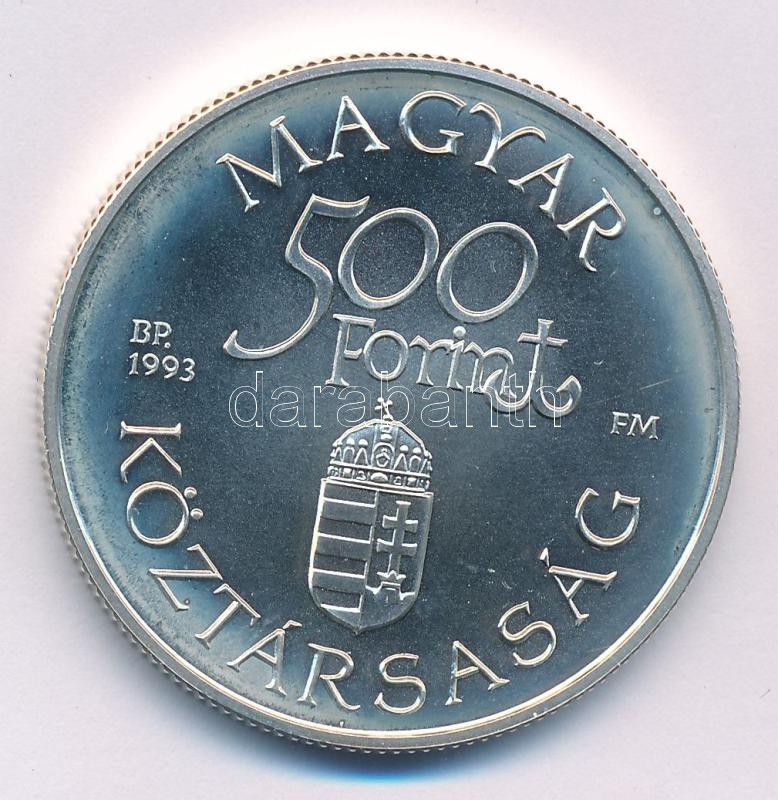 MAGYAR
500
Forint
BP.
1993
FM
KÖZTÁRSASÁG
darabanth